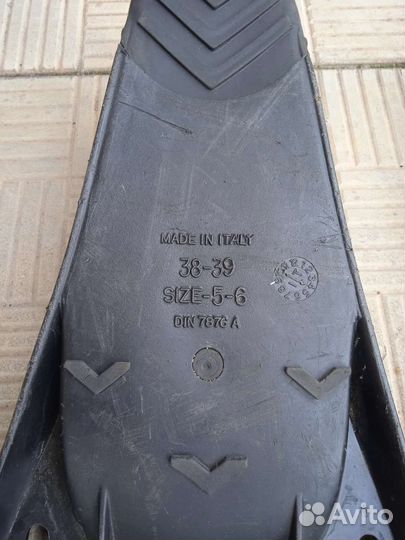 MADE IN ITALY
38-39
SIZE-5-6
DIN 7876 A
Avito